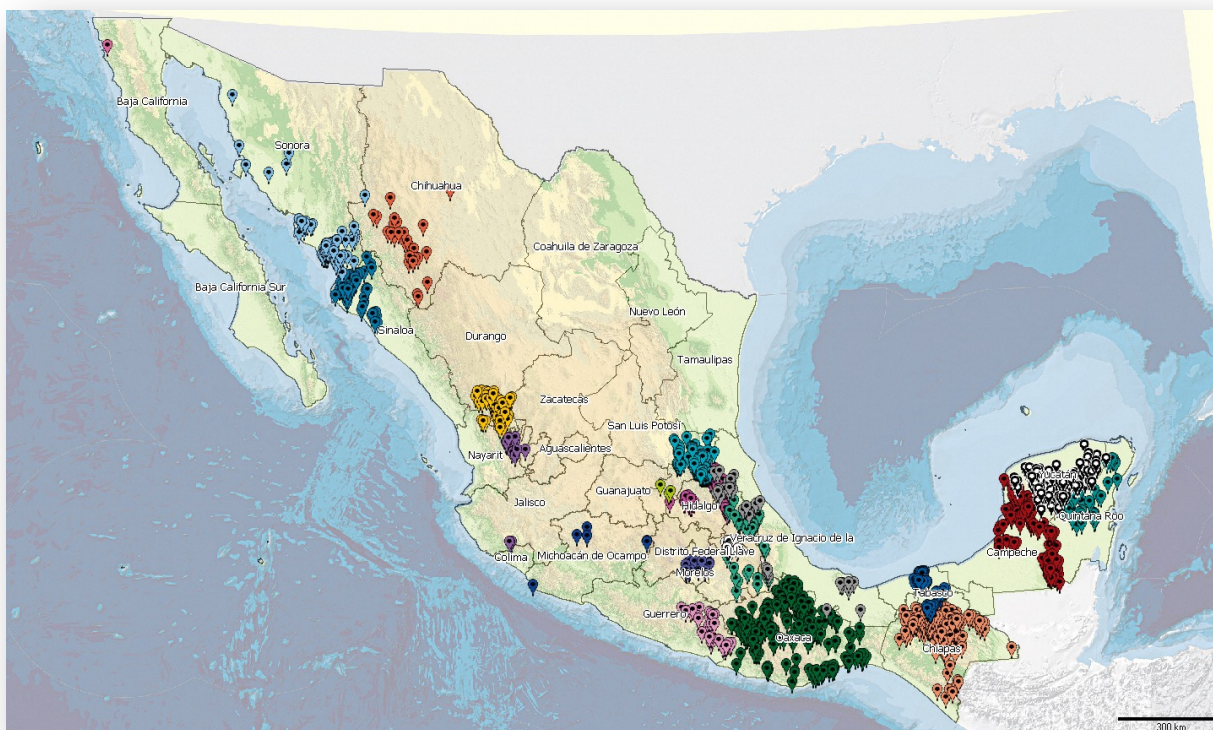 Baja California
Sonora
Chihuahua
Coahuila de Zaragoza
Baja California Sur
Nuevo León
Sinaloa
Durango
Tamaulipas
Zacatecas
San Luis Potosí
Nayarit
Aguascalientes
Yucatán
Guanajuato
Jalisco
Hidalgo
Quintana Roo
Veracruz de Ignacio de la
Llave
Distrito Federal
Colima
Michoacán de Ocampo
Campeche
Morelos
Tabasco
Guerrero
Oaxaca
Chiapas
300 km